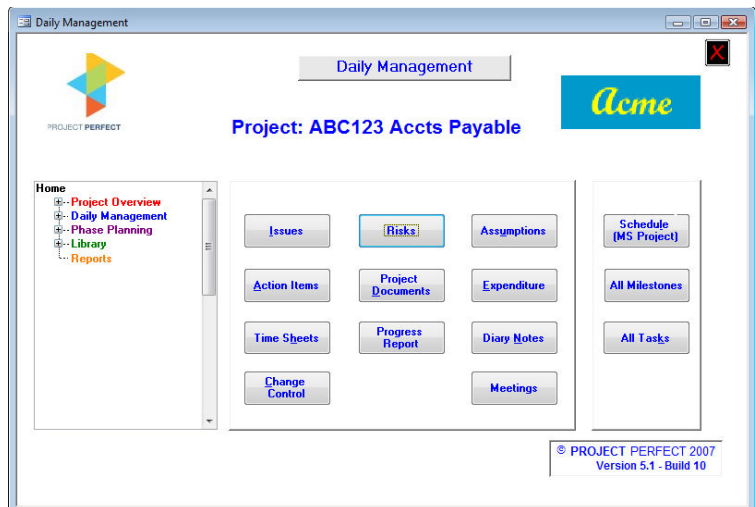 Daily Management
Daily Management
X
PROJECT PERFECT
Acme
Project: ABC123 Accts Payable
Home
Project Overview
Daily Management
Phase Planning
Library
Reports
Issues
Risks
Assumptions
Schedule
(MS Project)
Action Items
Project
Documents
Expenditure
All Milestones
Time Sheets
Progress
Report
Diary Notes
All Tasks
Change
Control
Meetings
© PROJECT PERFECT 2007
Version 5.1 - Build 10